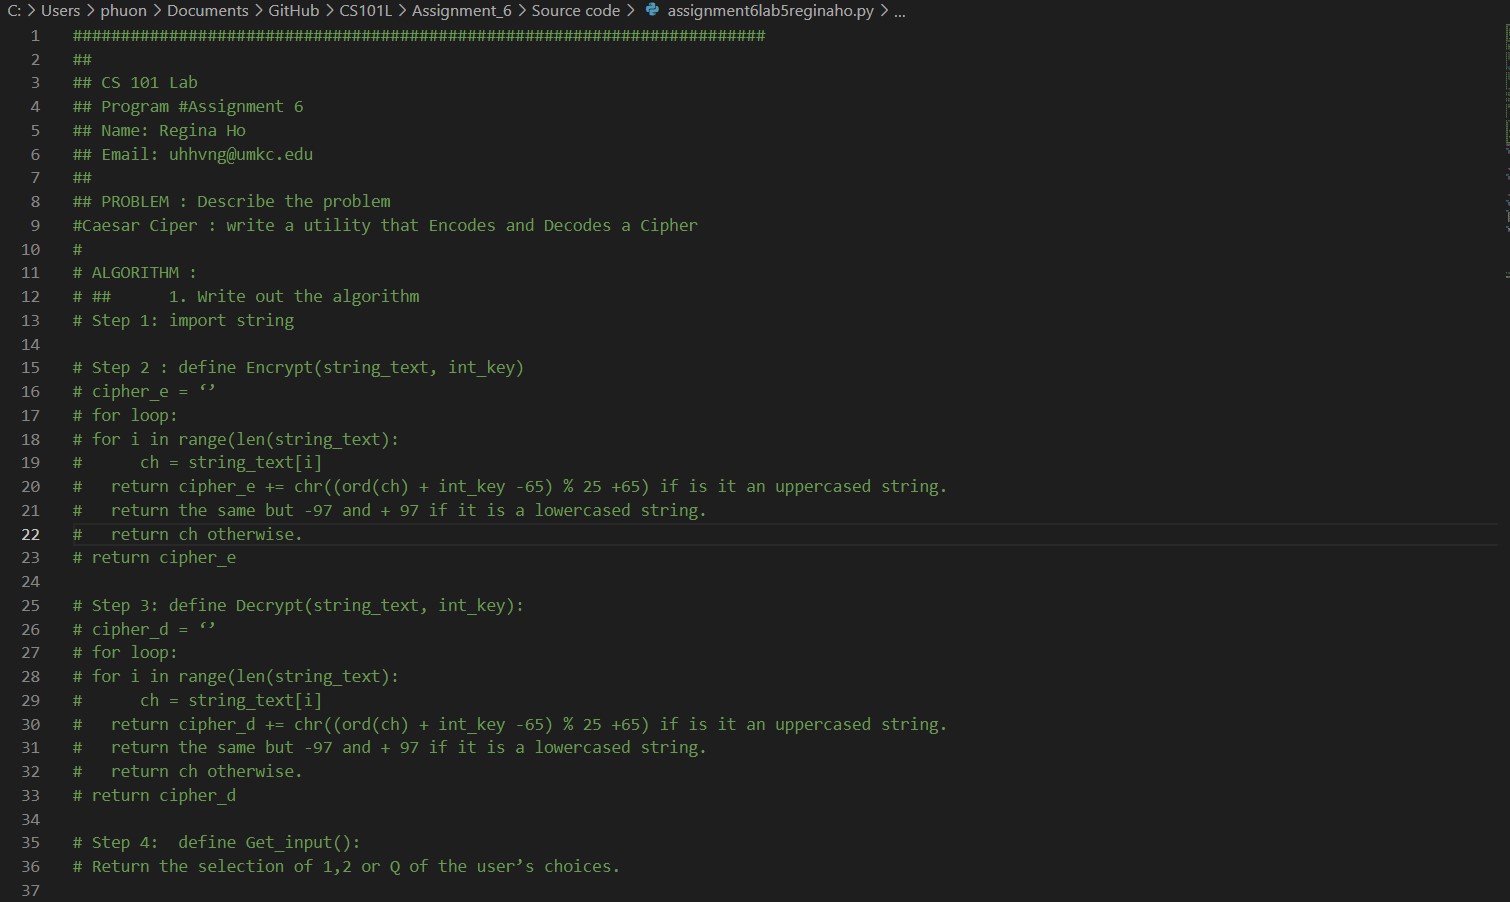 C: > Users > phuon > Documents > GitHub > CS101L > Assignment_6 > Source code > assignment6lab5reginaho.py > ...
1 ########################################################################
2 ##
3 ## CS 101 Lab
4 ## Program #Assignment 6
5 ## Name: Regina Ho
6 ## Email: uhhvng@umkc.edu
7 ##
8 ## PROBLEM : Describe the problem
9 #Caesar Ciper : write a utility that Encodes and Decodes a Cipher
10 #
11 # ALGORITHM :
12 # ##      1. Write out the algorithm
13 # Step 1: import string
14
15 # Step 2 : define Encrypt(string_text, int_key)
16 # cipher_e = ‘’
17 # for loop:
18 # for i in range(len(string_text):
19 #      ch = string_text[i]
20 #   return cipher_e += chr((ord(ch) + int_key -65) % 25 +65) if is it an uppercased string.
21 #   return the same but -97 and + 97 if it is a lowercased string.
22 #   return ch otherwise.
23 # return cipher_e
24
25 # Step 3: define Decrypt(string_text, int_key):
26 # cipher_d = ‘’
27 # for loop:
28 # for i in range(len(string_text):
29 #      ch = string_text[i]
30 #   return cipher_d += chr((ord(ch) + int_key -65) % 25 +65) if is it an uppercased string.
31 #   return the same but -97 and + 97 if it is a lowercased string.
32 #   return ch otherwise.
33 # return cipher_d
34
35 # Step 4:  define Get_input():
36 # Return the selection of 1,2 or Q of the user’s choices.
37